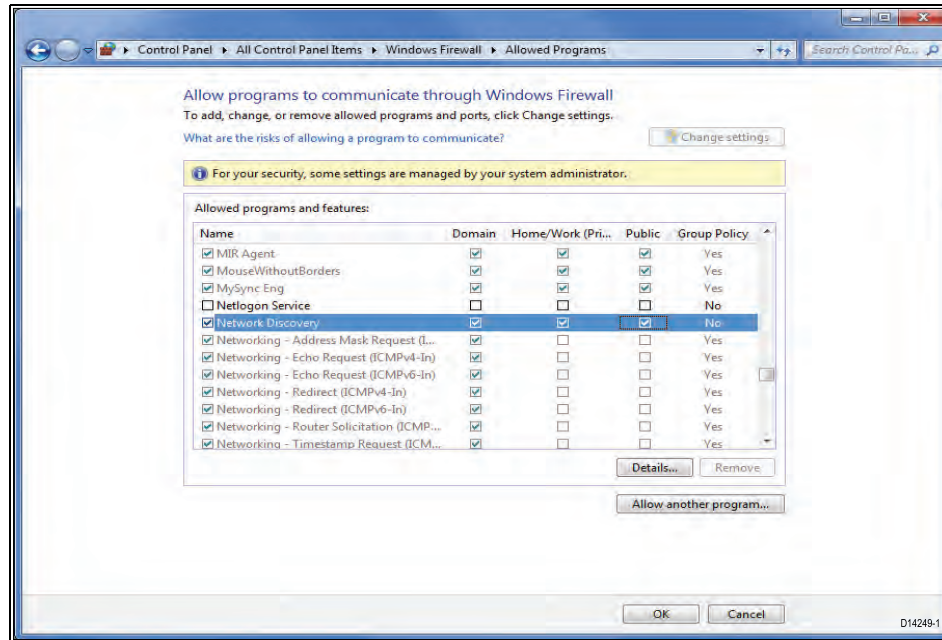 Control Panel ▸ All Control Panel Items ▸ Windows Firewall ▸ Allowed Programs Search Control Pa...
Allow programs to communicate through Windows Firewall
To add, change, or remove allowed programs and ports, click Change settings.
What are the risks of allowing a program to communicate? Change settings
For your security, some settings are managed by your system administrator.
Allowed programs and features:
Name Domain Home/Work (Pri... Public Group Policy
MIR Agent Yes
MouseWithoutBorders Yes
MySync Eng Yes
Netlogon Service No
Network Discovery No
Networking - Address Mask Request (I... Yes
Networking - Echo Request (ICMPv4-In) Yes
Networking - Echo Request (ICMPv6-In) Yes
Networking - Redirect (ICMPv4-In) Yes
Networking - Redirect (ICMPv6-In) Yes
Networking - Router Solicitation (ICMP... Yes
Networking - Timestamp Request (ICM... Yes
Details... Remove
Allow another program...
OK Cancel
D14249-1